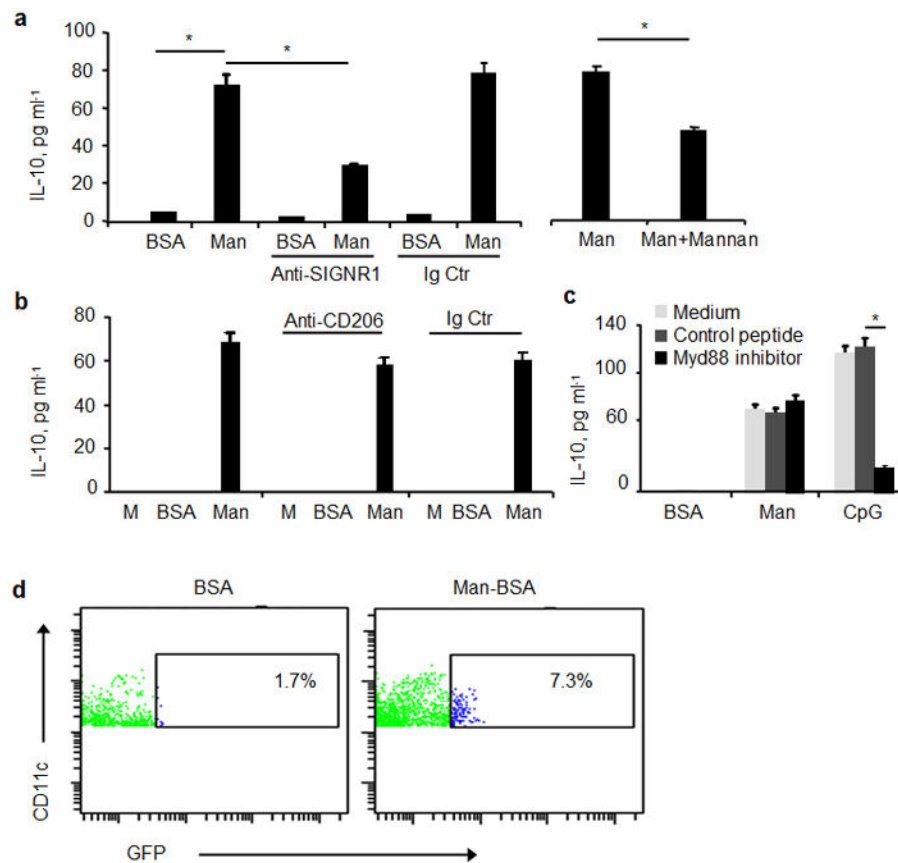 a
IL-10, pg ml-1
100
80
60
40
20
0
*
*
BSA Man BSA Man BSA Man
Anti-SIGNR1 Ig Ctr
*
Man Man+Mannan
b
IL-10, pg ml-1
80
60
40
20
0
Anti-CD206 Ig Ctr
M BSA Man M BSA Man M BSA Man
c
Medium
Control peptide
Myd88 inhibitor
*
IL-10, pg ml-1
140
100
60
0
BSA Man CpG
d
BSA Man-BSA
1.7% 7.3%
CD11c
GFP